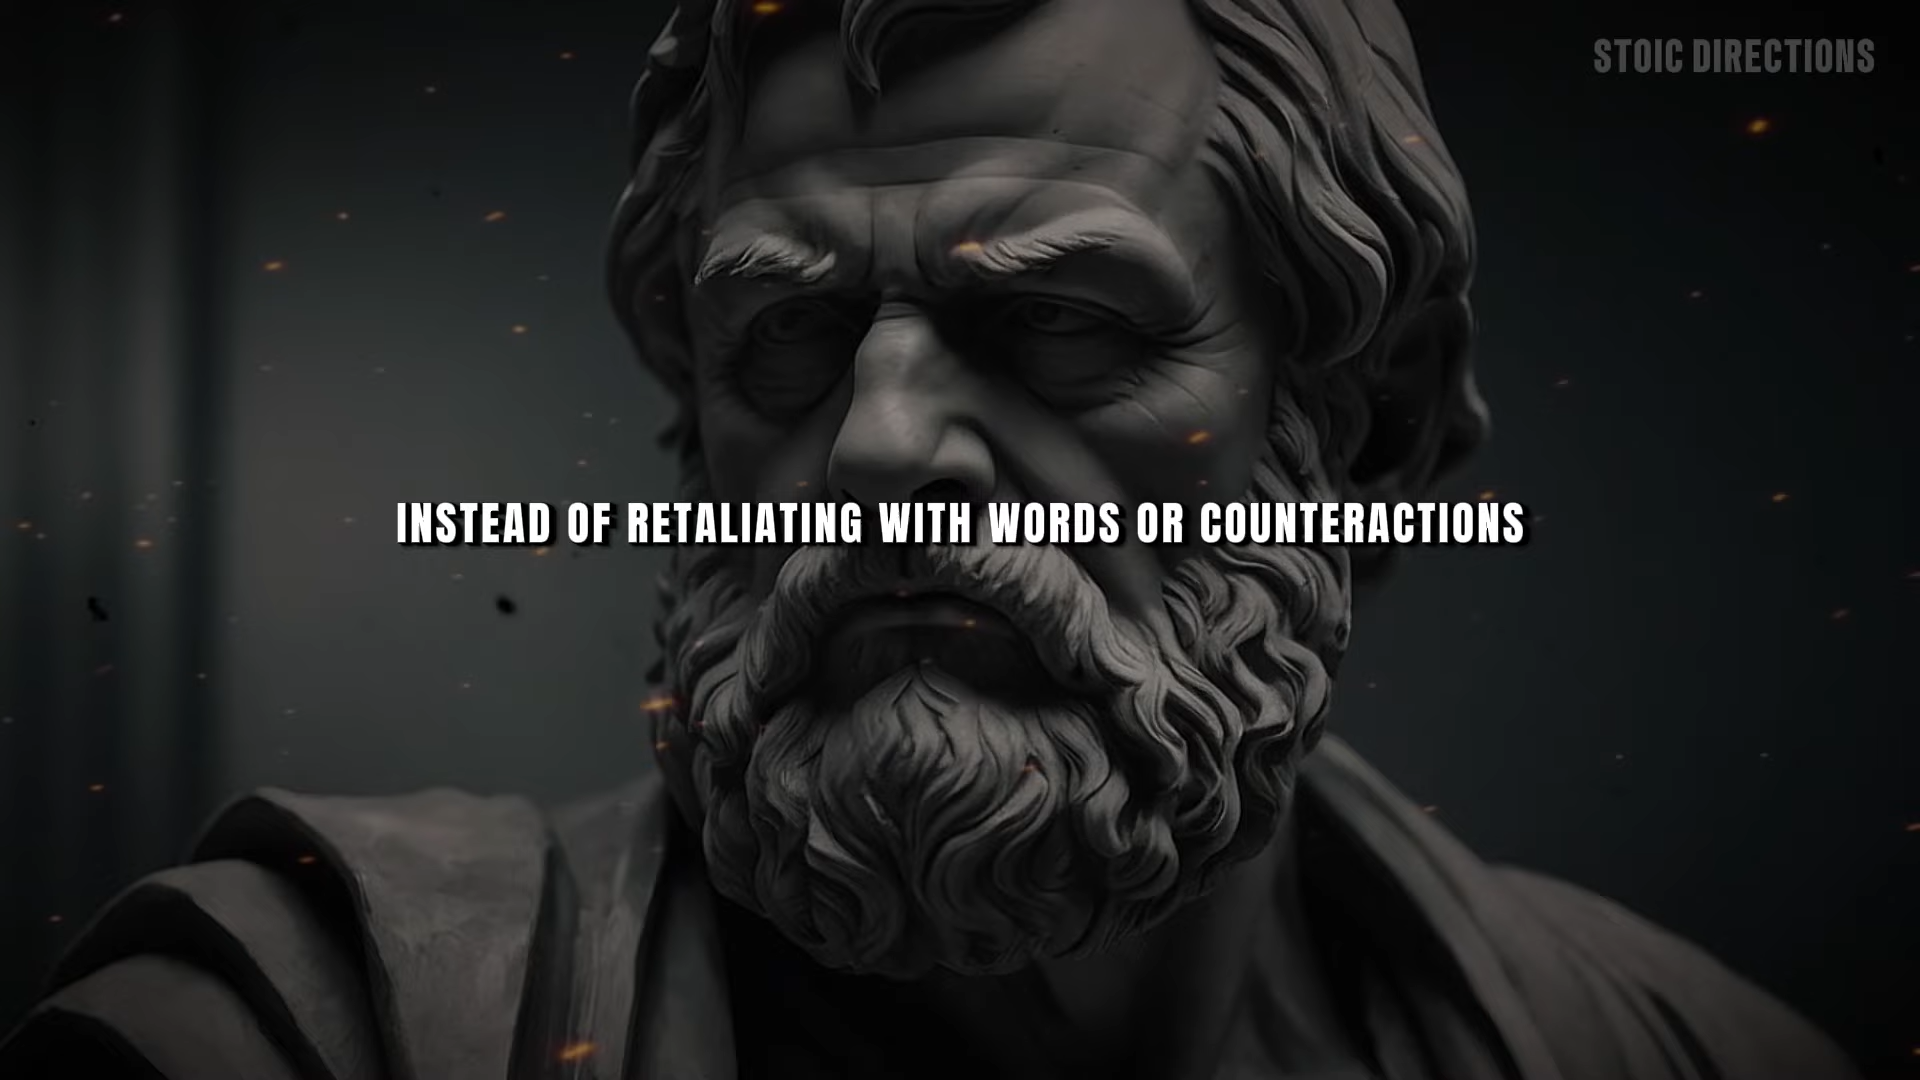 STOIC DIRECTIONS
INSTEAD OF RETALIATING WITH WORDS OR COUNTERACTIONS